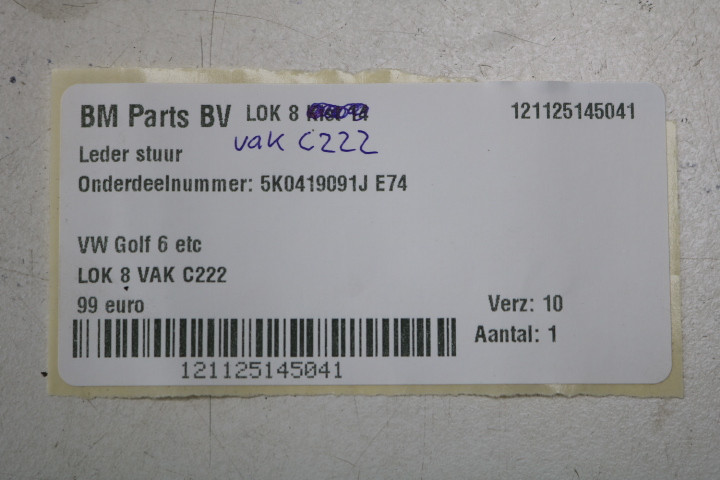 BM Parts BV LOK 8 121125145041
vak C222
Leder stuur
Onderdeelnummer: 5K0419091J E74
VW Golf 6 etc
LOK 8 VAK C222
99 euro Verz: 10
Aantal: 1
121125145041